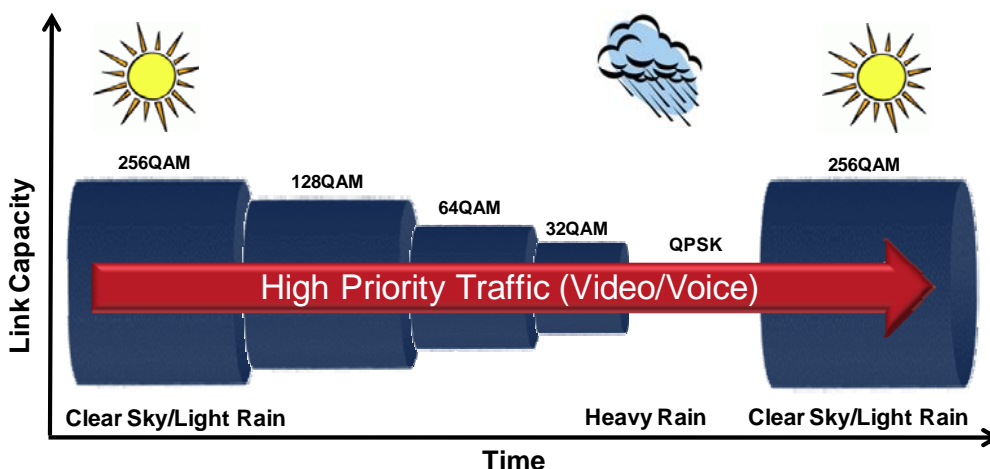 256QAM
128QAM
64QAM
32QAM
QPSK
256QAM
High Priority Traffic (Video/Voice)
Link Capacity
Clear Sky/Light Rain
Heavy Rain
Clear Sky/Light Rain
Time